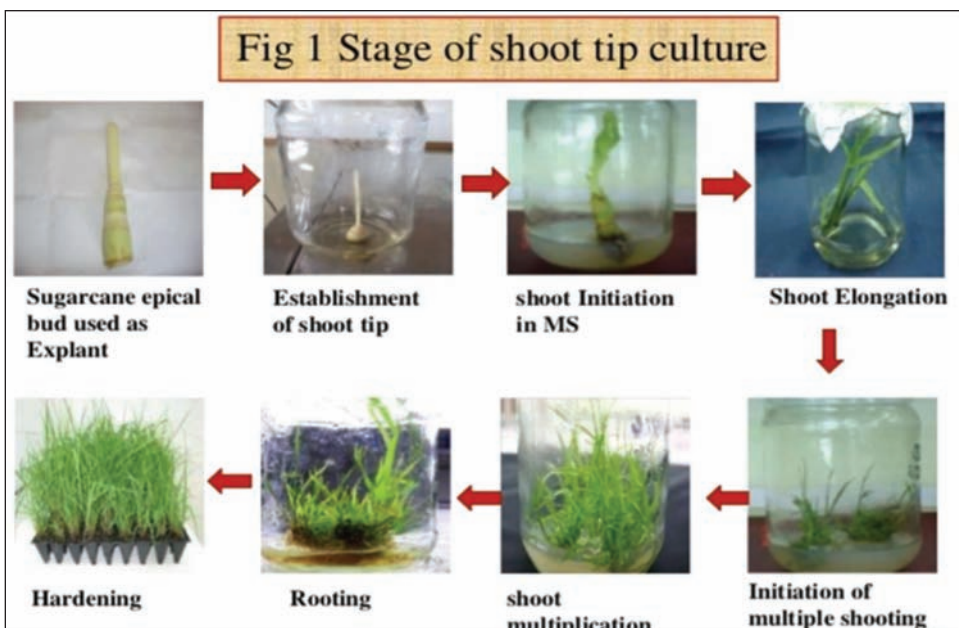 Fig 1 Stage of shoot tip culture
Sugarcane epical
bud used as
Explant
Establishment
of shoot tip
shoot Initiation
in MS
Shoot Elongation
Hardening
Rooting
shoot
multiplication
Initiation of
multiple shooting